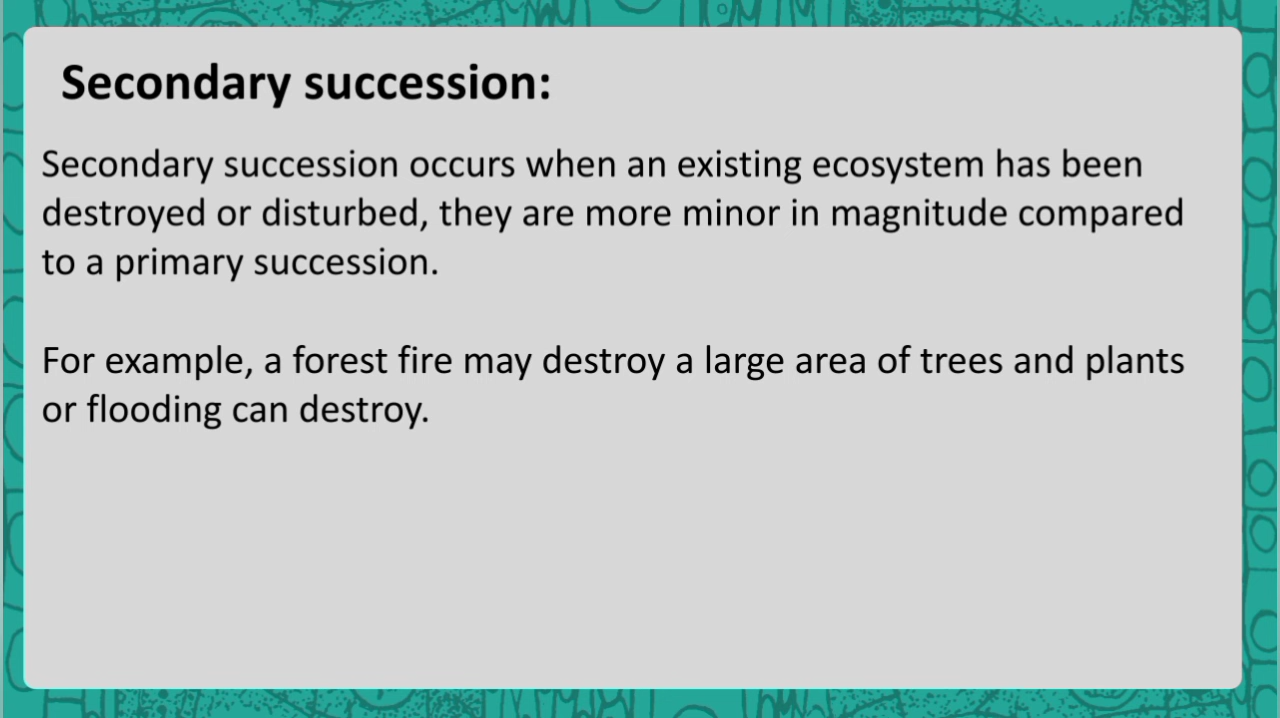 Secondary succession:
Secondary succession occurs when an existing ecosystem has been
destroyed or disturbed, they are more minor in magnitude compared
to a primary succession.
For example, a forest fire may destroy a large area of trees and plants
or flooding can destroy.